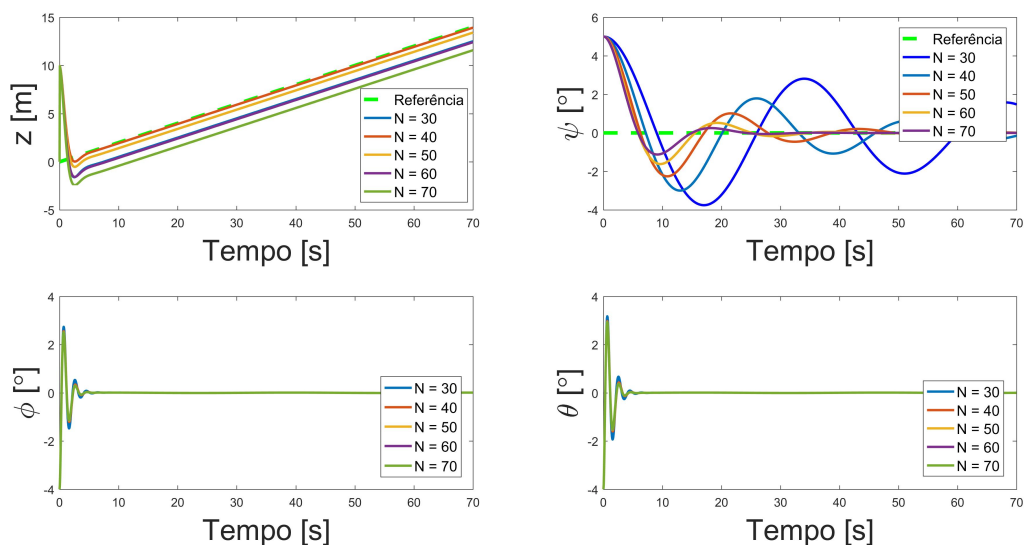 z [m]
15
10
5
0
-5
0 10 20 30 40 50 60 70
Tempo [s]
Referência
N = 30
N = 40
N = 50
N = 60
N = 70
ψ [°]
6
4
2
0
-2
-4
0 10 20 30 40 50 60 70
Tempo [s]
Referência
N = 30
N = 40
N = 50
N = 60
N = 70
ϕ [°]
4
2
0
-2
-4
0 10 20 30 40 50 60 70
Tempo [s]
N = 30
N = 40
N = 50
N = 60
N = 70
θ [°]
4
2
0
-2
-4
0 10 20 30 40 50 60 70
Tempo [s]
N = 30
N = 40
N = 50
N = 60
N = 70